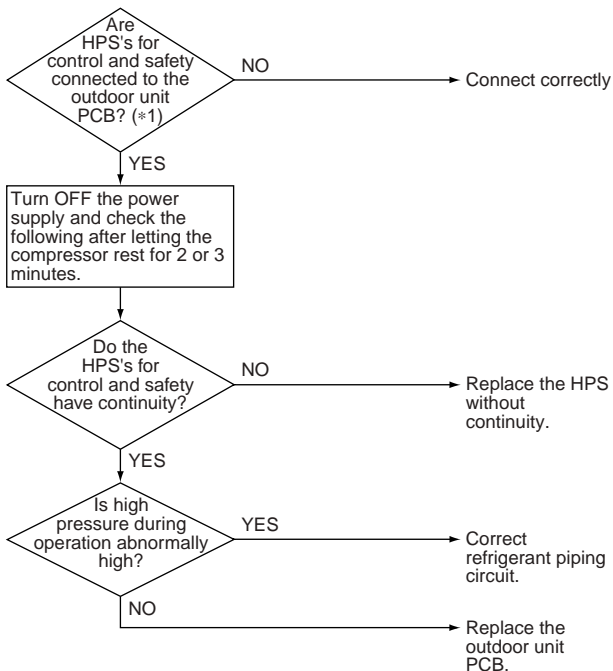 Are
HPS's for
control and safety
connected to the
outdoor unit
PCB? (*1)
NO
Connect correctly
YES
Turn OFF the power
supply and check the
following after letting the
compressor rest for 2 or 3
minutes.
Do the
HPS's for
control and safety
have continuity?
NO
Replace the HPS
without
continuity.
YES
Is high
pressure during
operation abnormally
high?
YES
Correct
refrigerant piping
circuit.
NO
Replace the
outdoor unit
PCB.